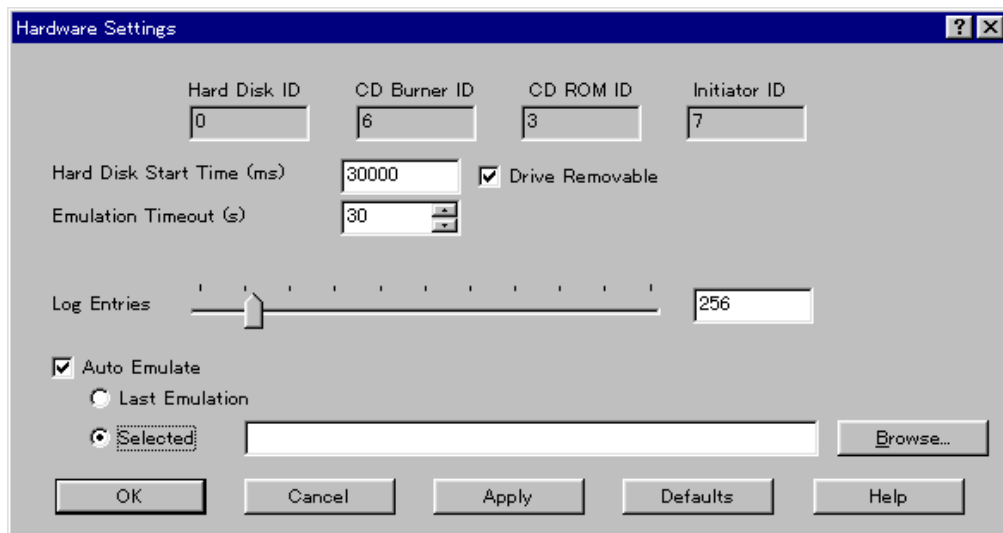 Hardware Settings
Hard Disk ID CD Burner ID CD ROM ID Initiator ID
0 6 3 7
Hard Disk Start Time (ms) 30000 Drive Removable
Emulation Timeout (s) 30
Log Entries 256
Auto Emulate
Last Emulation
Selected Browse...
OK Cancel Apply Defaults Help